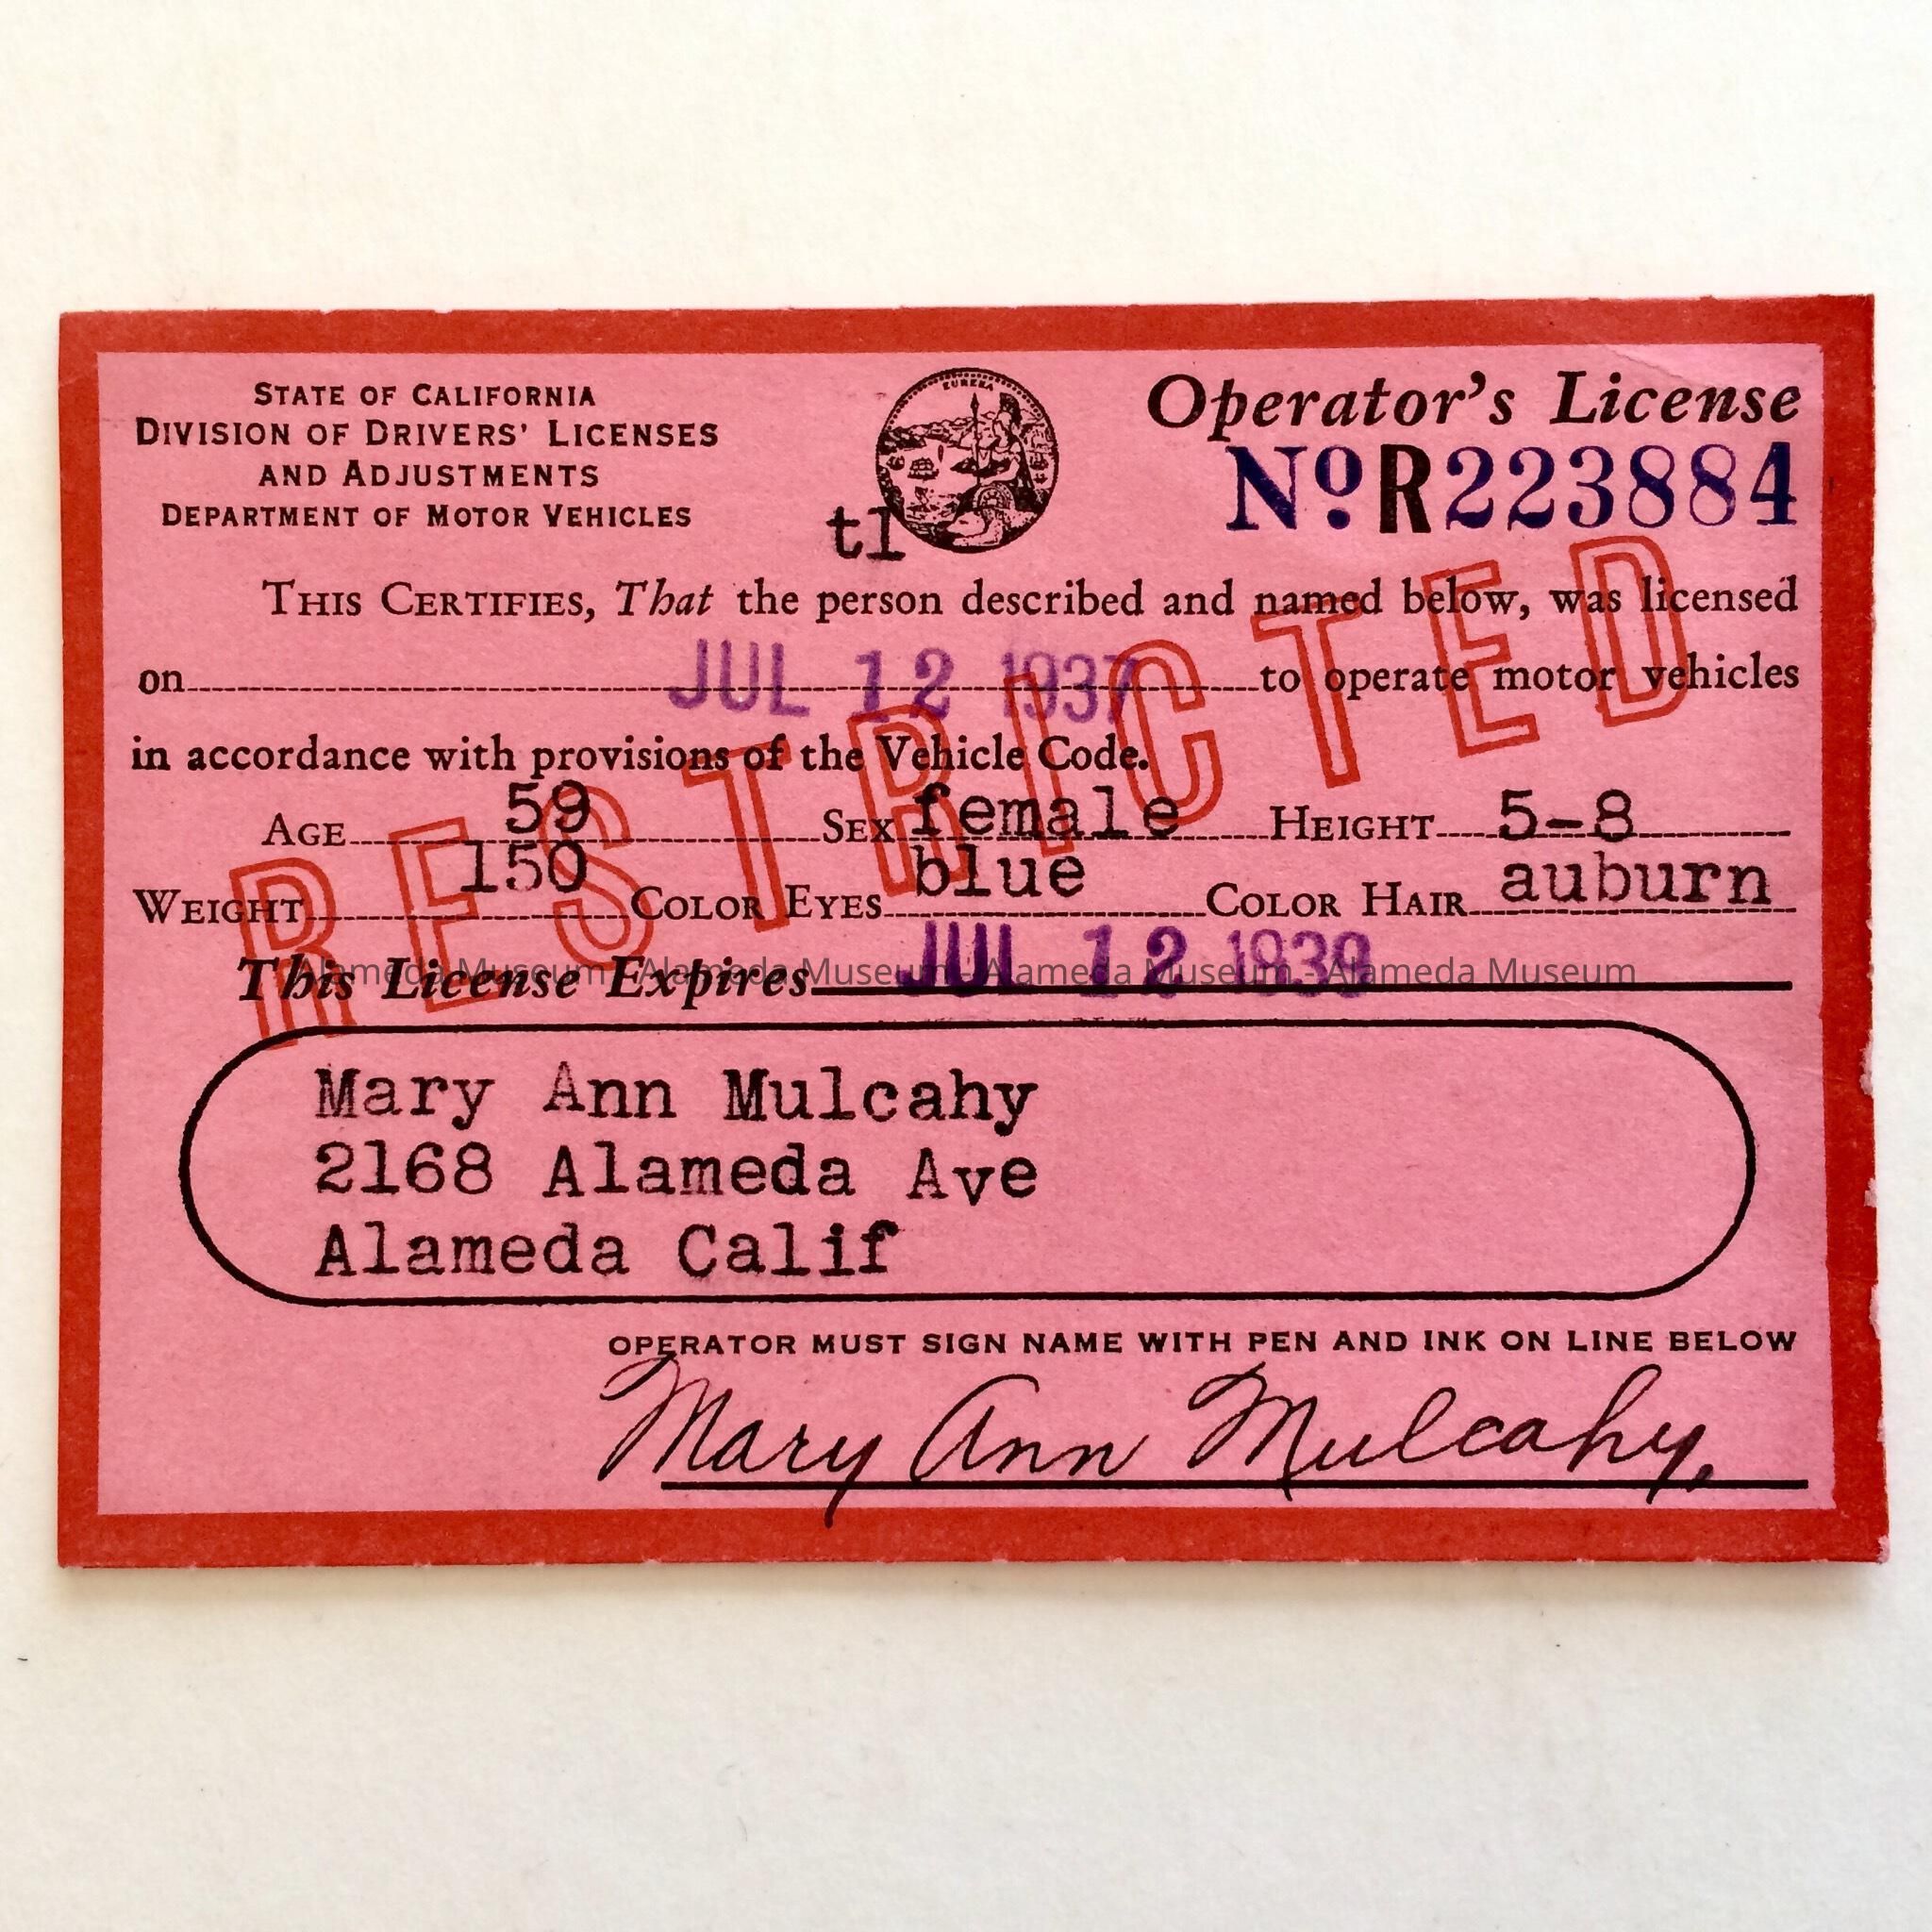 STATE OF CALIFORNIA
DIVISION OF DRIVERS' LICENSES
AND ADJUSTMENTS
DEPARTMENT OF MOTOR VEHICLES
EUREKA
tl
Operator's License
No R223884
THIS CERTIFIES, That the person described and named below, was licensed
on JUL 12 1937 to operate motor vehicles
in accordance with provisions of the Vehicle Code.
RESTRICTED
AGE 59 SEX female HEIGHT 5-8
WEIGHT 150 COLOR EYES blue COLOR HAIR auburn
This License Expires JUL 12 1939
Alameda Museum - Alameda Museum - Alameda Museum - Alameda Museum
Mary Ann Mulcahy
2168 Alameda Ave
Alameda Calif
OPERATOR MUST SIGN NAME WITH PEN AND INK ON LINE BELOW
Mary Ann Mulcahy.